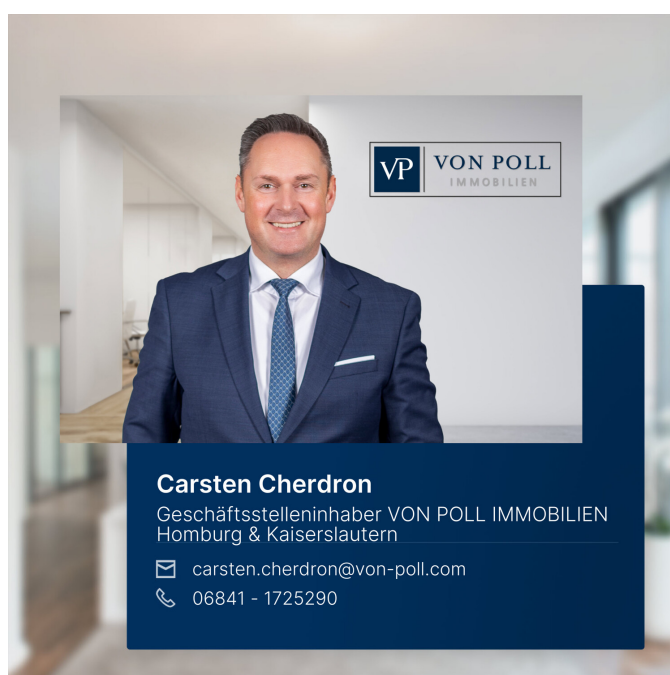 VP VON POLL
IMMOBILIEN
Carsten Cherdron
Geschäftsstelleninhaber VON POLL IMMOBILIEN
Homburg & Kaiserslautern
carsten.cherdron@von-poll.com
06841 - 1725290